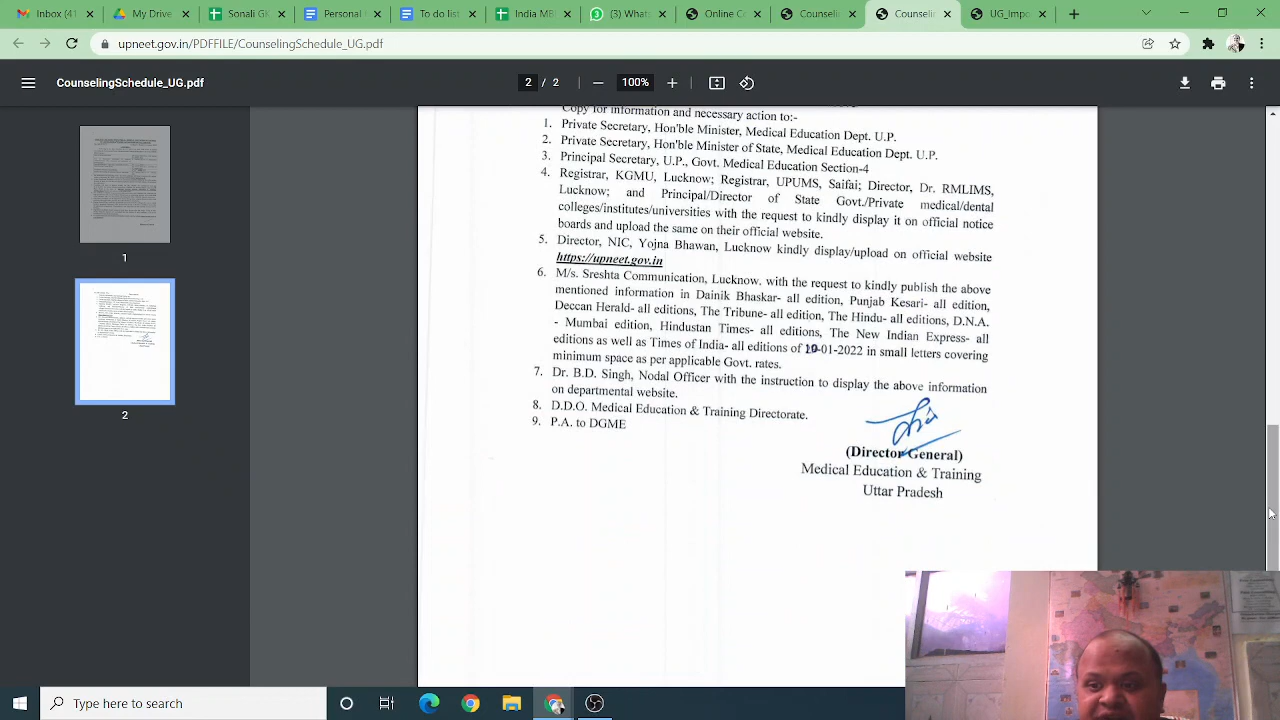 Inbox (41
My Drive
Sonali GK
Personal
To do list
India MB
(3) (Whats
Online C
Counselin
Counselin
UG_Impo
upneet.gov.in/PDFFILE/CounselingSchedule_UG.pdf
CounselingSchedule_UG.pdf
2 / 2
100%
1
2
Copy for information and necessary action to:-
1. Private Secretary, Hon'ble Minister, Medical Education Dept. U.P.
2. Private Secretary, Hon'ble Minister of State, Medical Education Dept. U.P.
3. Principal Secretary, U.P., Govt. Medical Education Section-4
4. Registrar, KGMU, Lucknow; Registrar, UPUMS, Saifai; Director, Dr. RMLIMS,
Lucknow; and Principal/Director of State Govt./Private medical/dental
colleges/institutes/universities with the request to kindly display it on official notice
boards and upload the same on their official website.
5. Director, NIC, Yojna Bhawan, Lucknow kindly display/upload on official website
https://upneet.gov.in
6. M/s. Sreshta Communication, Lucknow. with the request to kindly publish the above
mentioned information in Dainik Bhaskar- all edition, Punjab Kesari- all edition,
Deccan Herald- all editions, The Tribune- all edition, The Hindu- all editions, D.N.A.
- Mumbai edition, Hindustan Times- all editions, The New Indian Express- all
editions as well as Times of India- all editions of -01-2022 in small letters covering
minimum space as per applicable Govt. rates.
7. Dr. B.D. Singh, Nodal Officer with the instruction to display the above information
on departmental website.
8. D.D.O. Medical Education & Training Directorate.
9. P.A. to DGME
(Director General)
Medical Education & Training
Uttar Pradesh
Type here to search